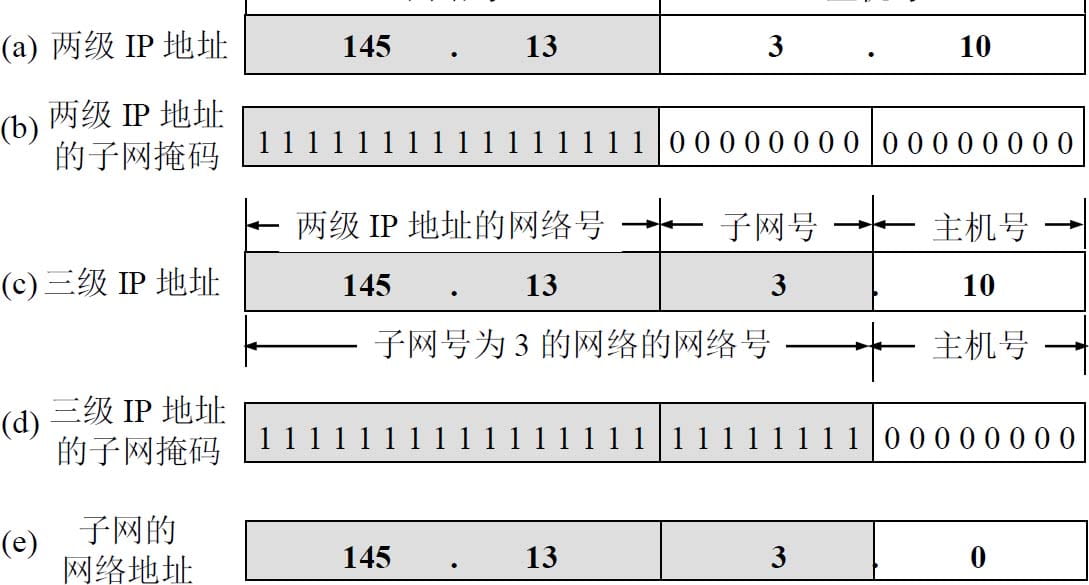 (a) 两级 IP 地址 145 . 13 3 . 10
(b) 两级 IP 地址
的子网掩码
1 1 1 1 1 1 1 1 1 1 1 1 1 1 1 1 0 0 0 0 0 0 0 0 0 0 0 0 0 0 0 0
两级 IP 地址的网络号 子网号 主机号
(c) 三级 IP 地址 145 . 13 3 . 10
子网号为 3 的网络的网络号 主机号
(d) 三级 IP 地址
的子网掩码
1 1 1 1 1 1 1 1 1 1 1 1 1 1 1 1 1 1 1 1 1 1 1 1 0 0 0 0 0 0 0 0
(e) 子网的
网络地址
145 . 13 3 . 0